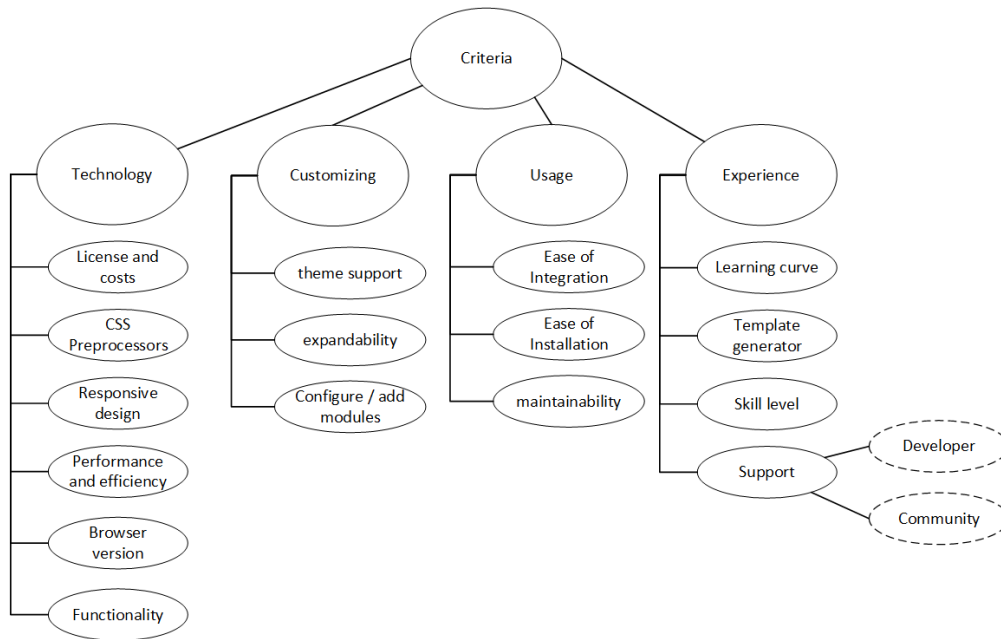 Criteria
Technology
Customizing
Usage
Experience
License and
costs
CSS
Preprocessors
Responsive
design
Performance
and efficiency
Browser
version
Functionality
theme support
expandability
Configure / add
modules
Ease of
Integration
Ease of
Installation
maintainability
Learning curve
Template
generator
Skill level
Support
Developer
Community